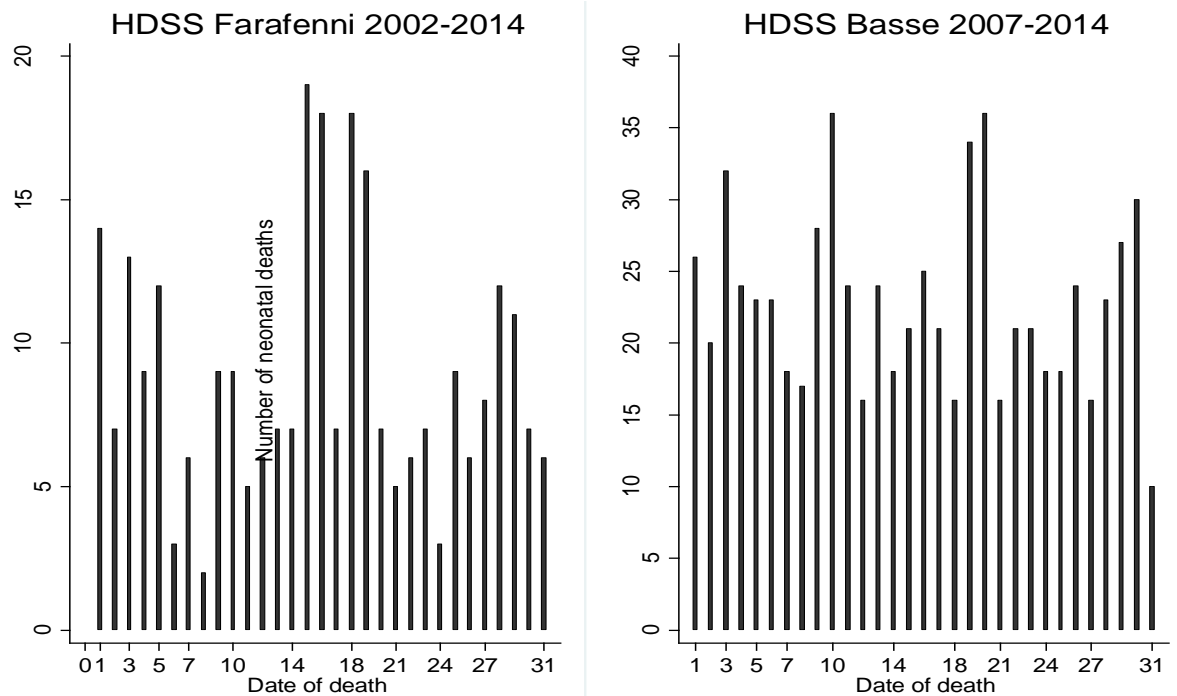 HDSS Farafenni 2002-2014
20
15
10
5
0
Number of neonatal deaths
0 1 3 5 7 10 14 18 21 24 27 31
Date of death
HDSS Basse 2007-2014
40
35
30
25
20
15
10
5
0
1 3 7 10 14 18 21 24 27 31
Date of death